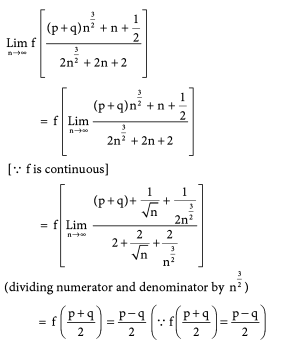 Lim n→∞ f [ ((p+q)n^(3/2) + n + 1/2) / (2n^(3/2) + 2n + 2) ]
= f [ Lim n→∞ ((p+q)n^(3/2) + n + 1/2) / (2n^(3/2) + 2n + 2) ]
[∵ f is continuous]
= f [ Lim n→∞ ((p+q) + 1/√n + 1/(2n^(3/2))) / (2 + 2/√n + 2/n^(3/2)) ]
(dividing numerator and denominator by n^(3/2))
= f((p+q)/2) = (p−q)/2 (∵ f((p+q)/2) = (p−q)/2)